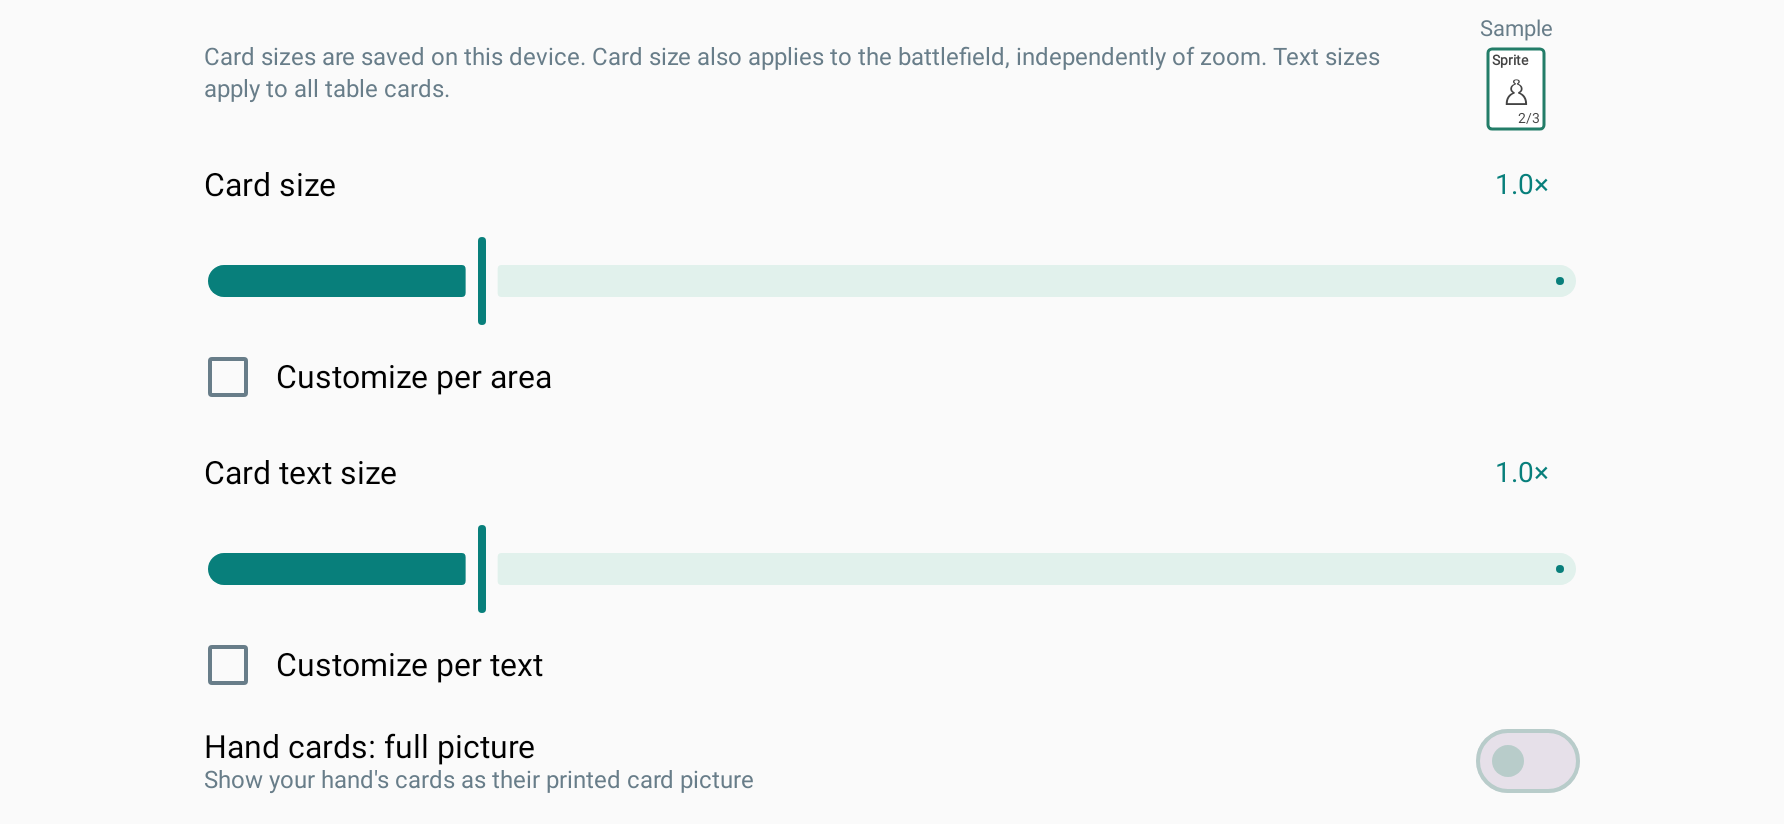 Sample
Card sizes are saved on this device. Card size also applies to the battlefield, independently of zoom. Text sizes
apply to all table cards.
Sprite
2/3
Card size
1.0×
Customize per area
Card text size
1.0×
Customize per text
Hand cards: full picture
Show your hand's cards as their printed card picture